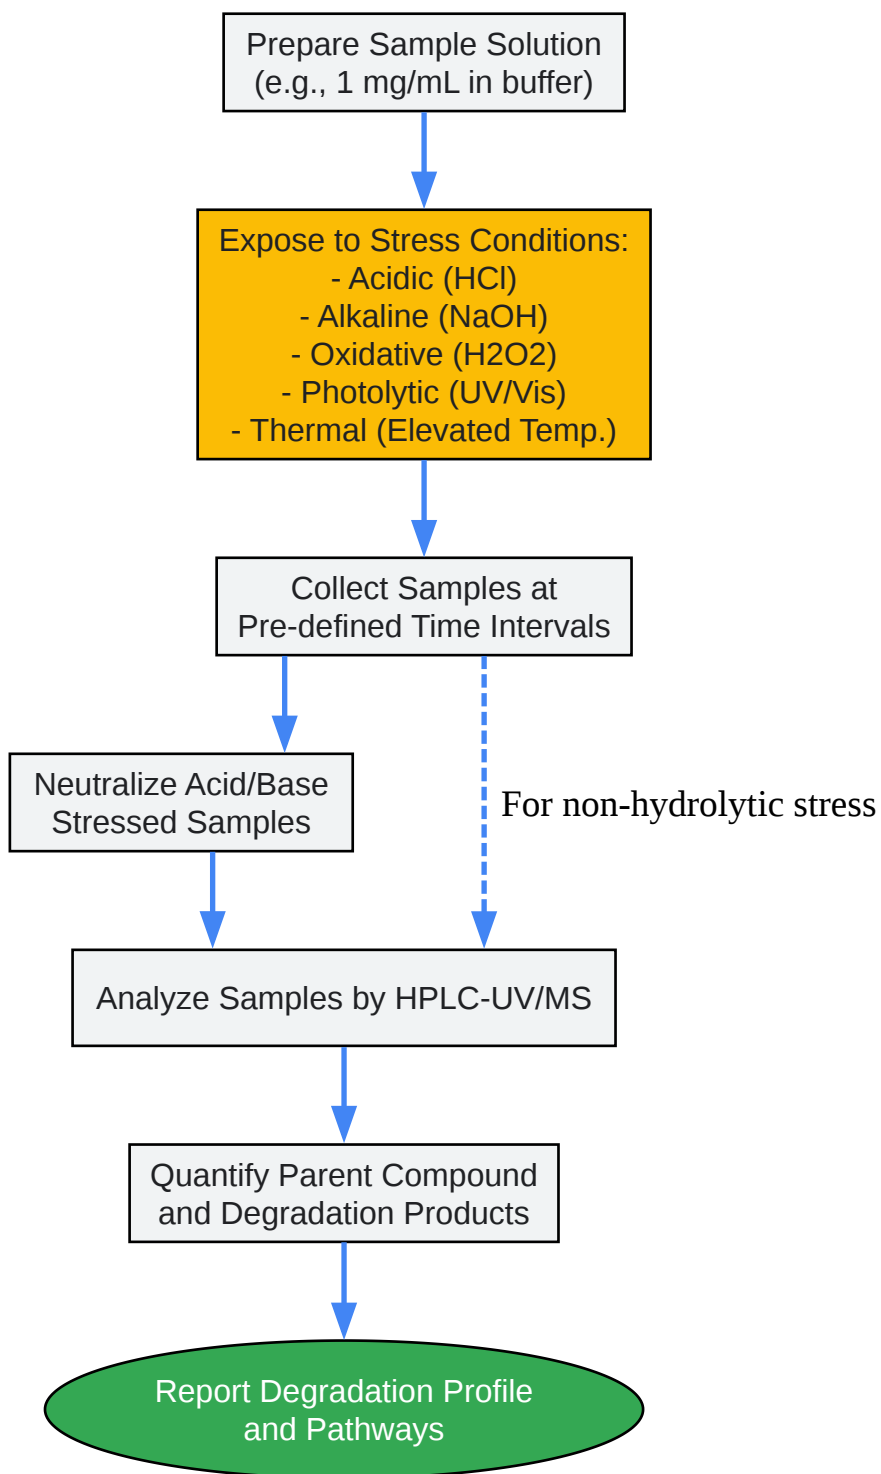 Prepare Sample Solution
(e.g., 1 mg/mL in buffer)
Expose to Stress Conditions:
- Acidic (HCl)
- Alkaline (NaOH)
- Oxidative (H2O2)
- Photolytic (UV/Vis)
- Thermal (Elevated Temp.)
Collect Samples at
Pre-defined Time Intervals
Neutralize Acid/Base
Stressed Samples
For non-hydrolytic stress
Analyze Samples by HPLC-UV/MS
Quantify Parent Compound
and Degradation Products
Report Degradation Profile
and Pathways